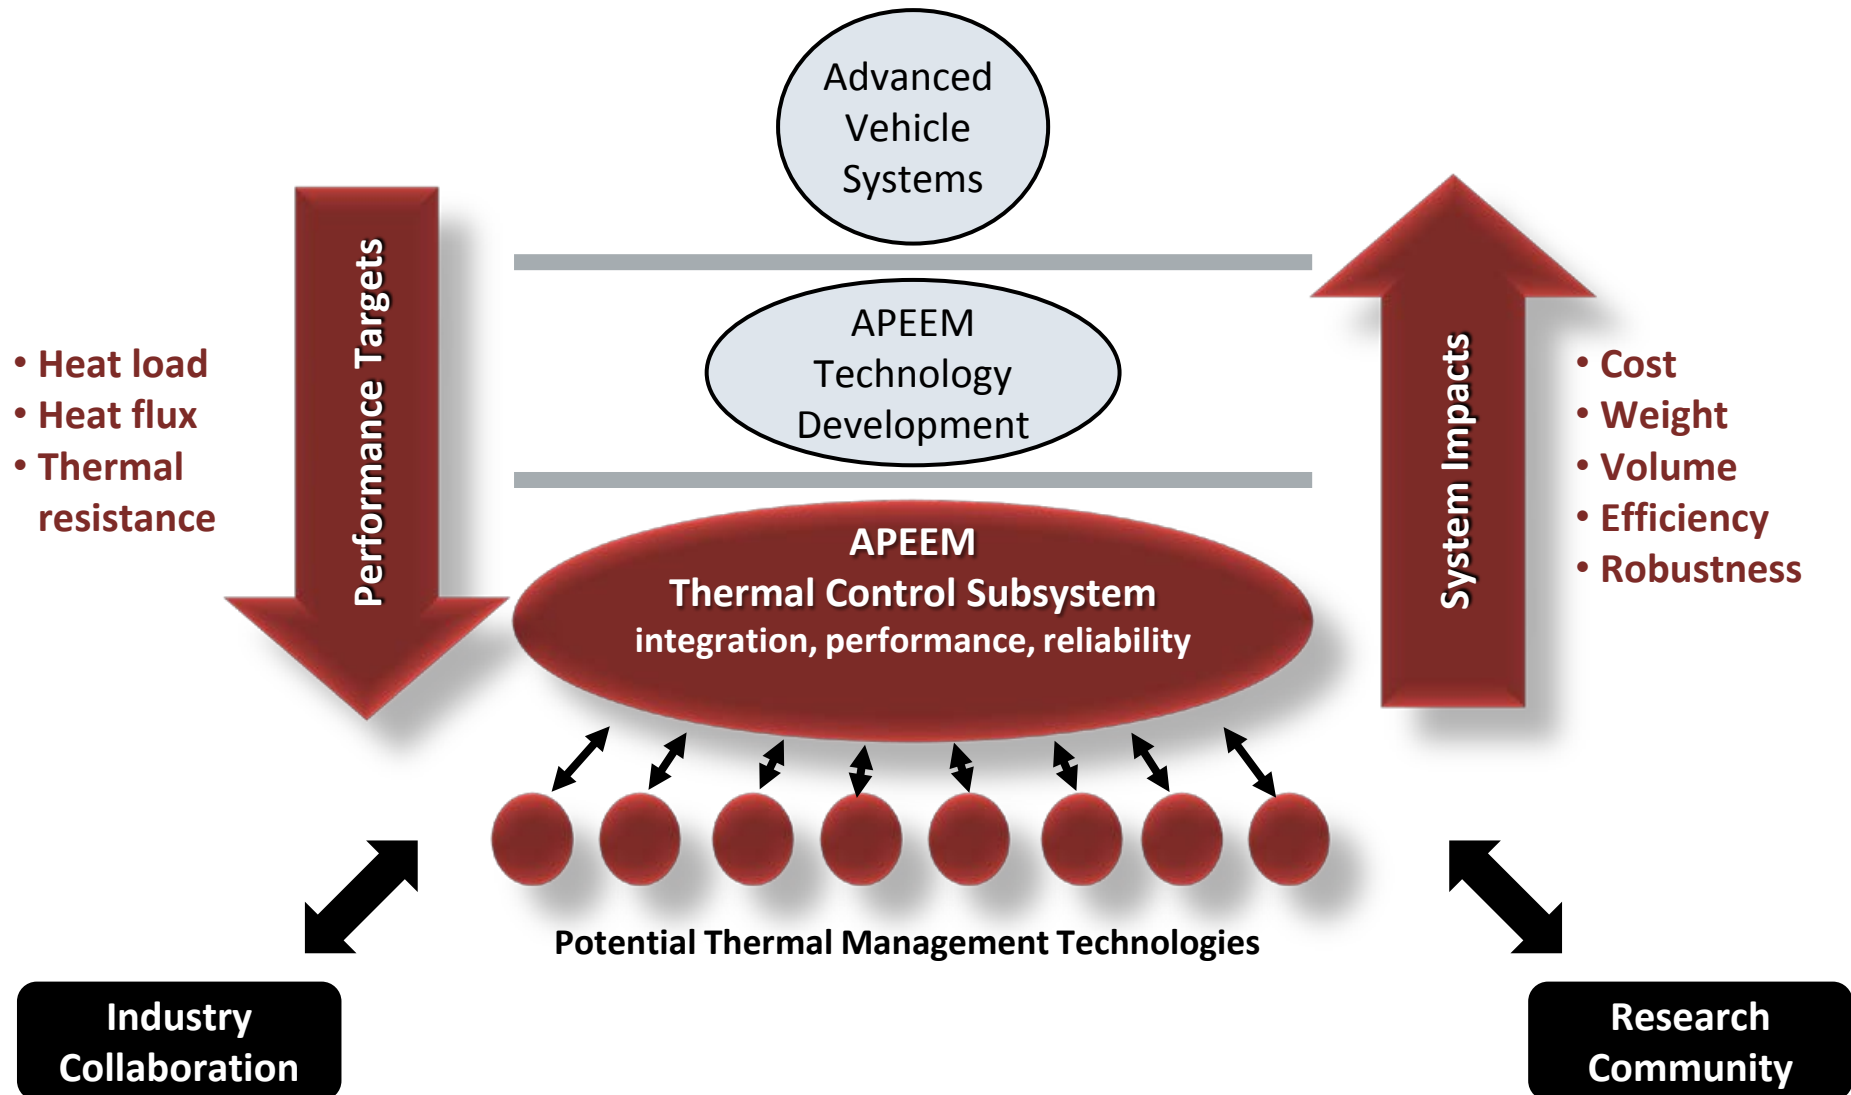 Advanced
Vehicle
Systems
Performance Targets
• Heat load
• Heat flux
• Thermal
resistance
APEEM
Technology
Development
System Impacts
• Cost
• Weight
• Volume
• Efficiency
• Robustness
APEEM
Thermal Control Subsystem
integration, performance, reliability
Potential Thermal Management Technologies
Industry
Collaboration
Research
Community